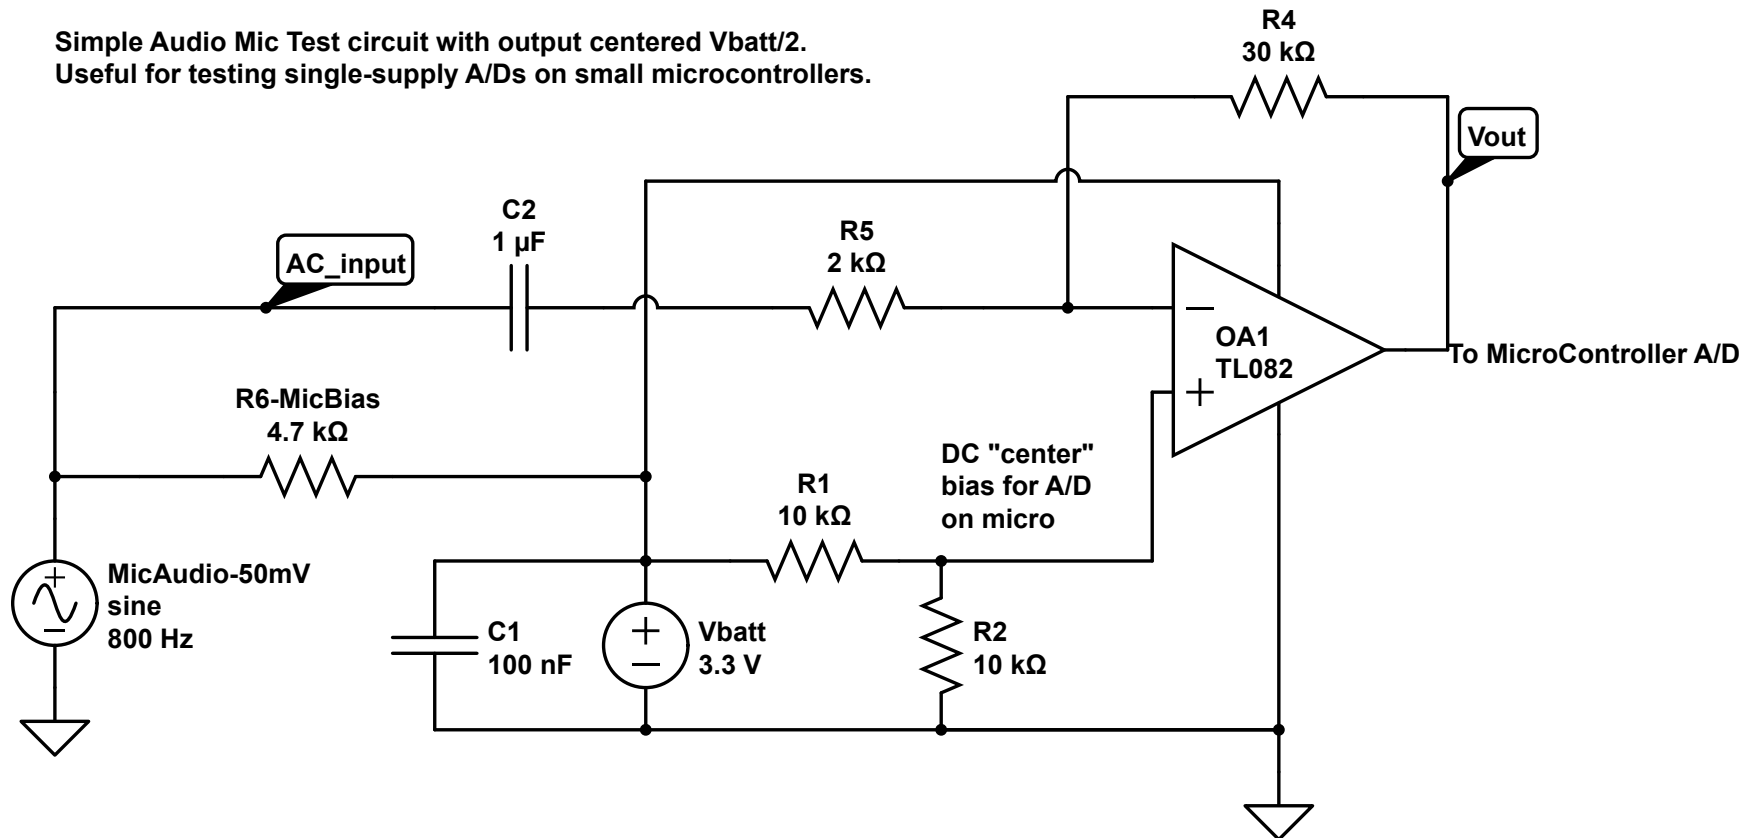 Simple Audio Mic Test circuit with output centered Vbatt/2.
Useful for testing single-supply A/Ds on small microcontrollers.
R4
30 kΩ
Vout
C2
1 µF
AC_input
R5
2 kΩ
OA1
TL082
To MicroController A/D
R6-MicBias
4.7 kΩ
DC "center"
bias for A/D
on micro
R1
10 kΩ
MicAudio-50mV
sine
800 Hz
C1
100 nF
Vbatt
3.3 V
R2
10 kΩ